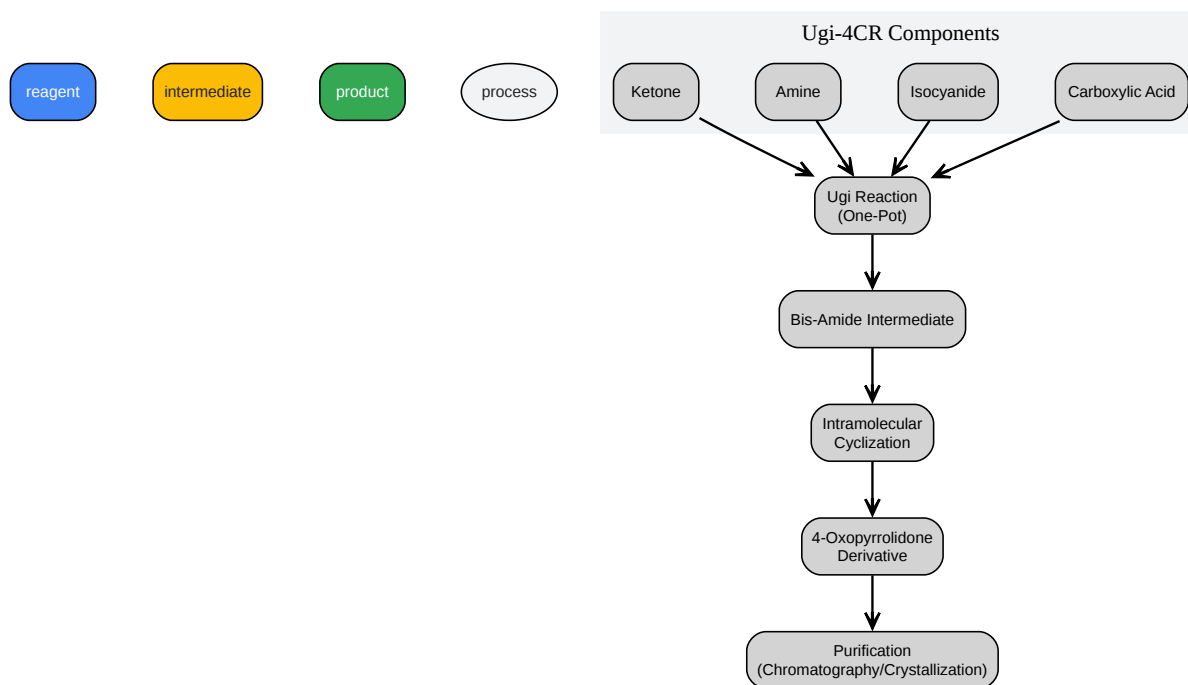 Ugi-4CR Components
reagent
intermediate
product
process
Ketone
Amine
Isocyanide
Carboxylic Acid
Ugi Reaction
(One-Pot)
Bis-Amide Intermediate
Intramolecular
Cyclization
4-Oxopyrrolidone
Derivative
Purification
(Chromatography/Crystallization)